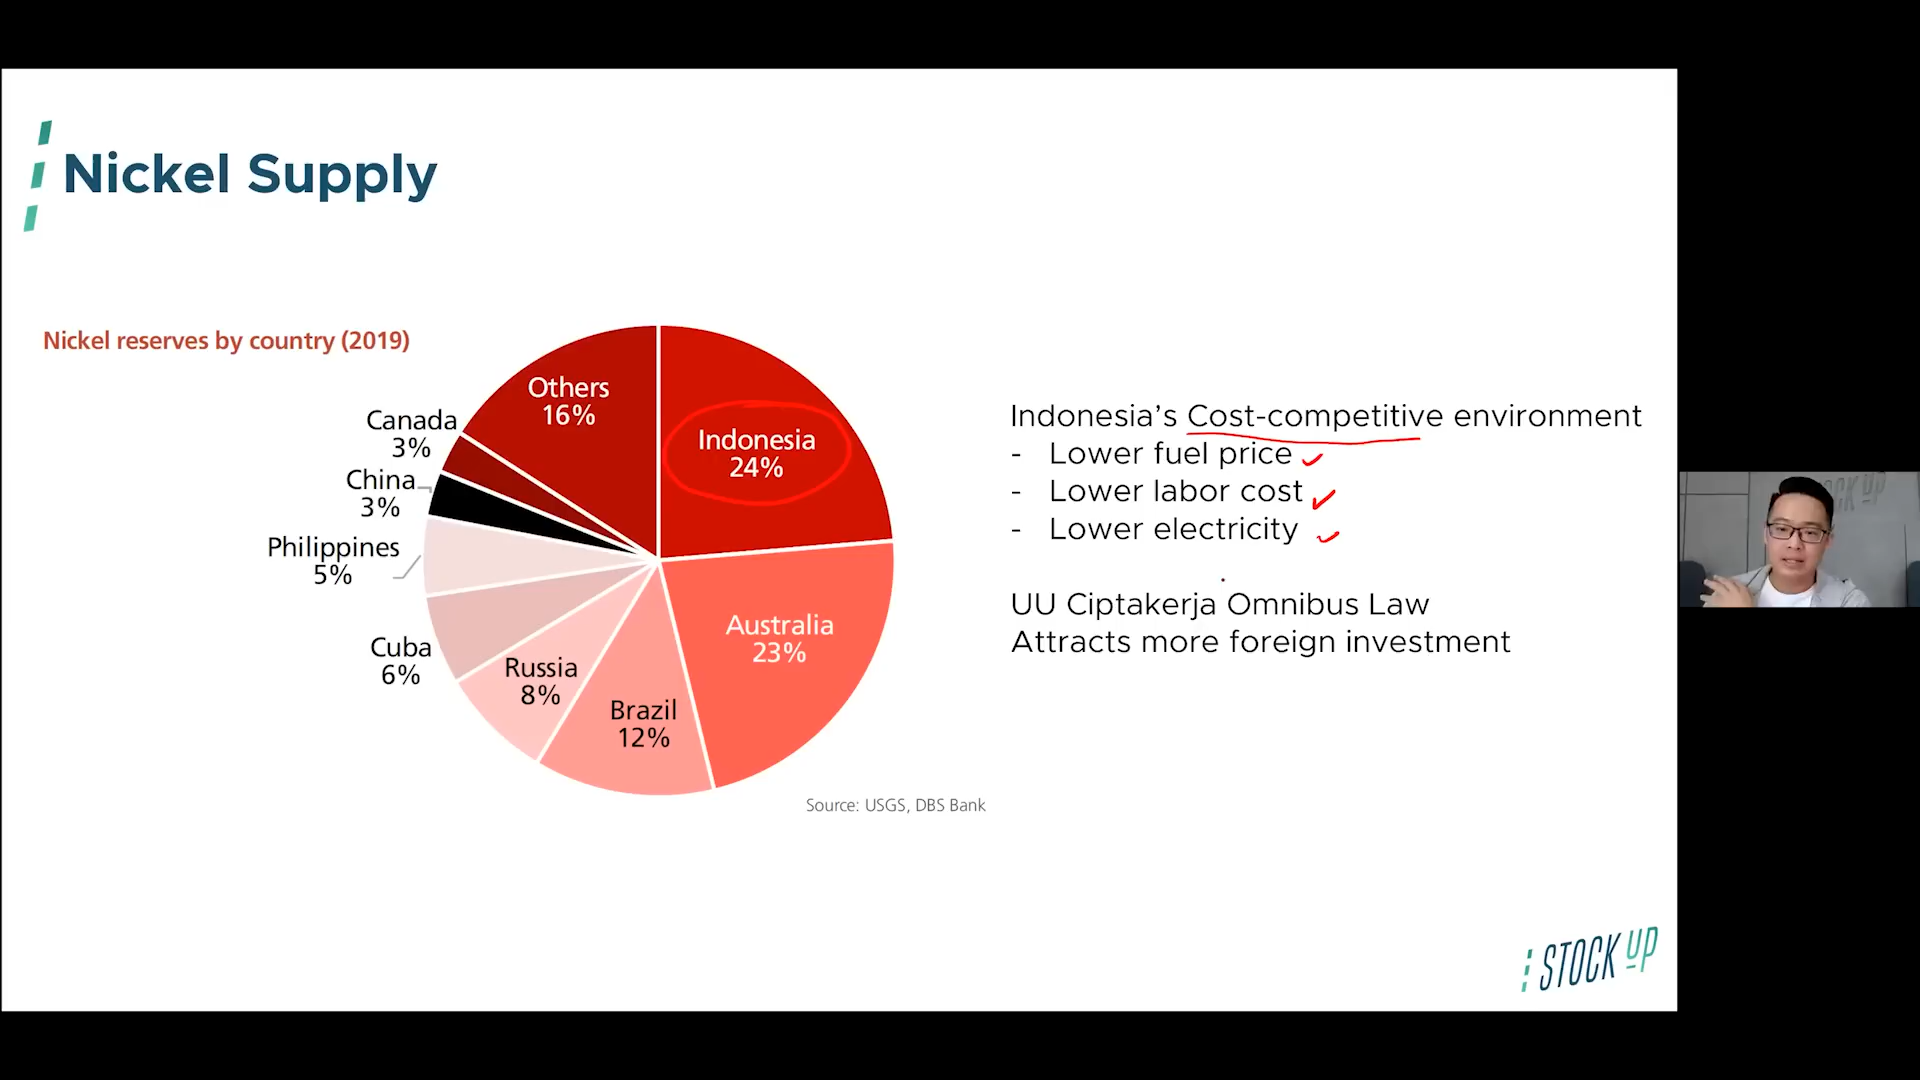 Nickel Supply
Nickel reserves by country (2019)
Others
16%
Indonesia
24%
Canada
3%
China
3%
Philippines
5%
Cuba
6%
Russia
8%
Brazil
12%
Australia
23%
Source: USGS, DBS Bank
Indonesia’s Cost-competitive environment
- Lower fuel price
- Lower labor cost
- Lower electricity
UU Ciptakerja Omnibus Law
Attracts more foreign investment
STOCK UP